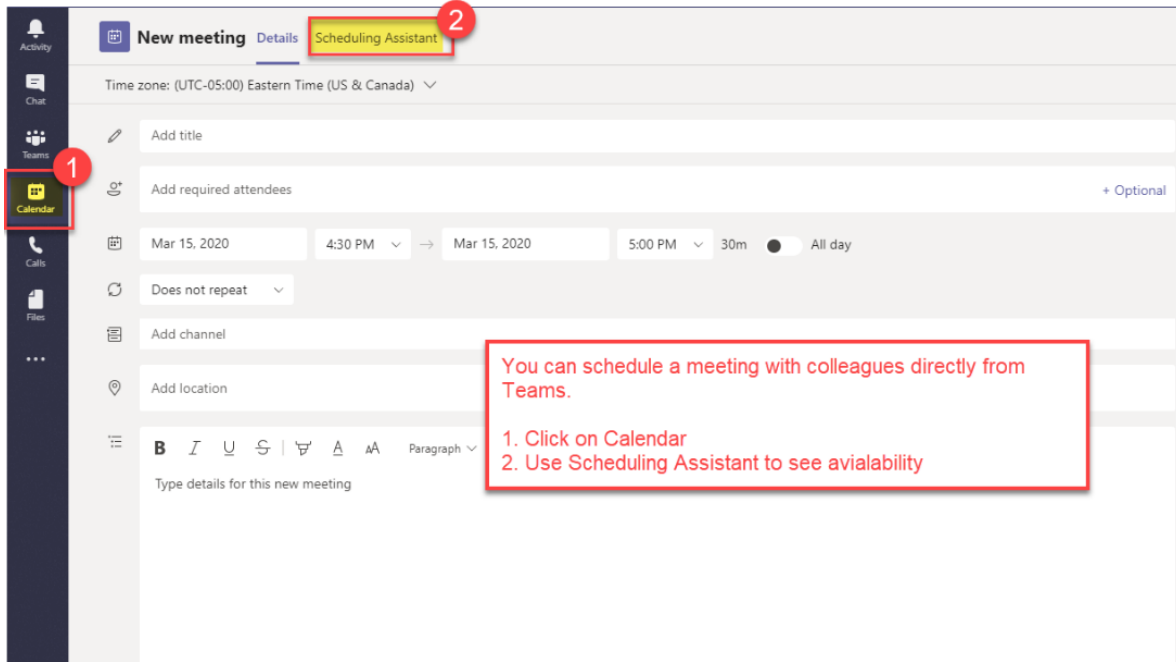 Activity
Chat
Teams
1
Calendar
Calls
Files
New meeting Details Scheduling Assistant 2
Time zone: (UTC-05:00) Eastern Time (US & Canada)
Add title
Add required attendees + Optional
Mar 15, 2020 4:30 PM → Mar 15, 2020 5:00 PM 30m All day
Does not repeat
Add channel
Add location
B I U S A AA Paragraph
Type details for this new meeting
You can schedule a meeting with colleagues directly from
Teams.
1. Click on Calendar
2. Use Scheduling Assistant to see avialability